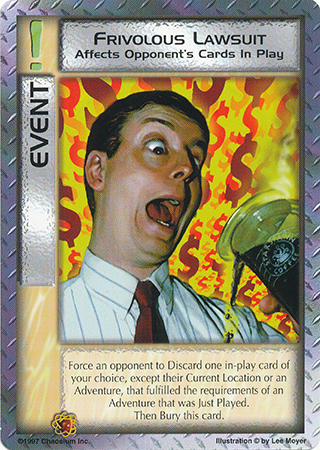 Frivolous Lawsuit
Affects Opponent's Cards In Play
EVENT!
Force an opponent to Discard one in-play card of
your choice, except their Current Location or an
Adventure, that fulfilled the requirements of an
Adventure that was Just Played.
Then Bury this card.
©1997 Chaosium Inc.
Illustration © by Lee Moyer